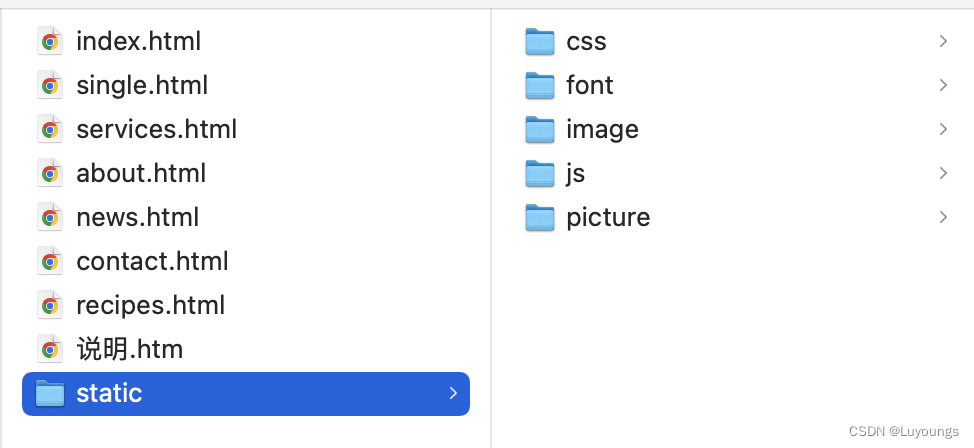 index.html
single.html
services.html
about.html
news.html
contact.html
recipes.html
说明.htm
static
css
font
image
js
picture
CSDN @Luyoungs